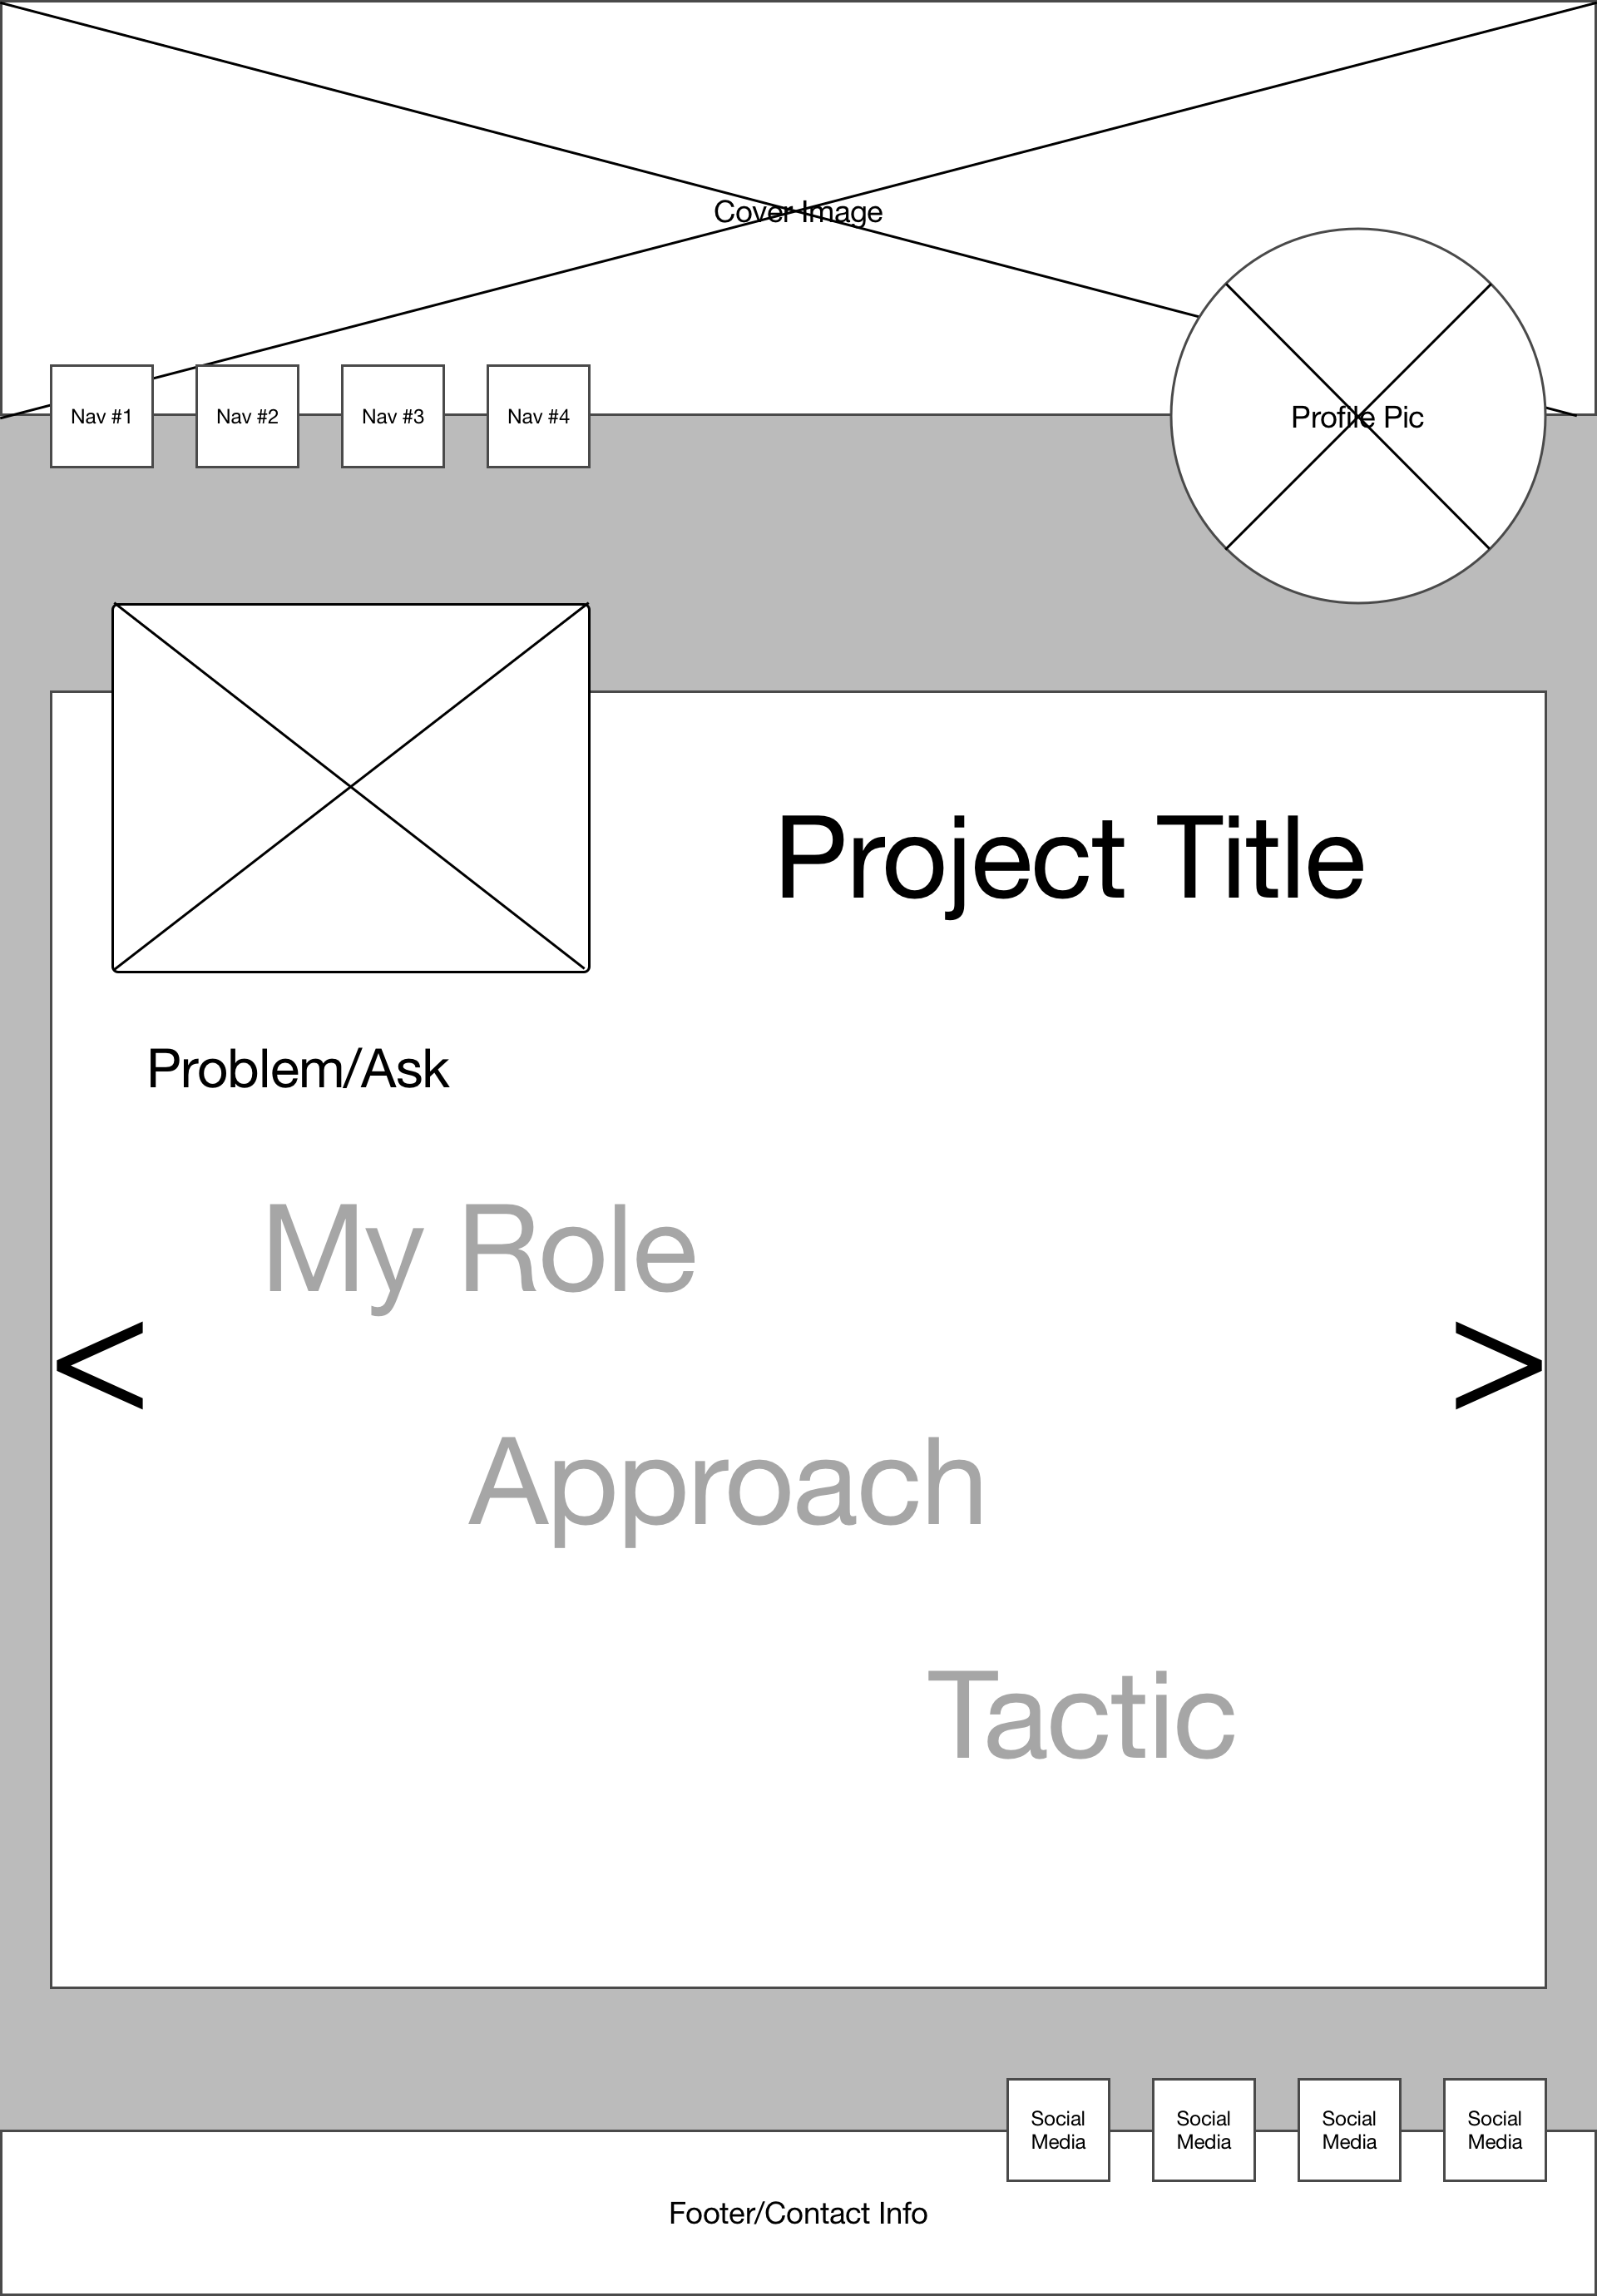 Cover Image
Nav #1
Nav #2
Nav #3
Nav #4
Profile Pic
Project Title
Problem/Ask
My Role
<
>
Approach
Tactic
Social
Media
Social
Media
Social
Media
Social
Media
Footer/Contact Info